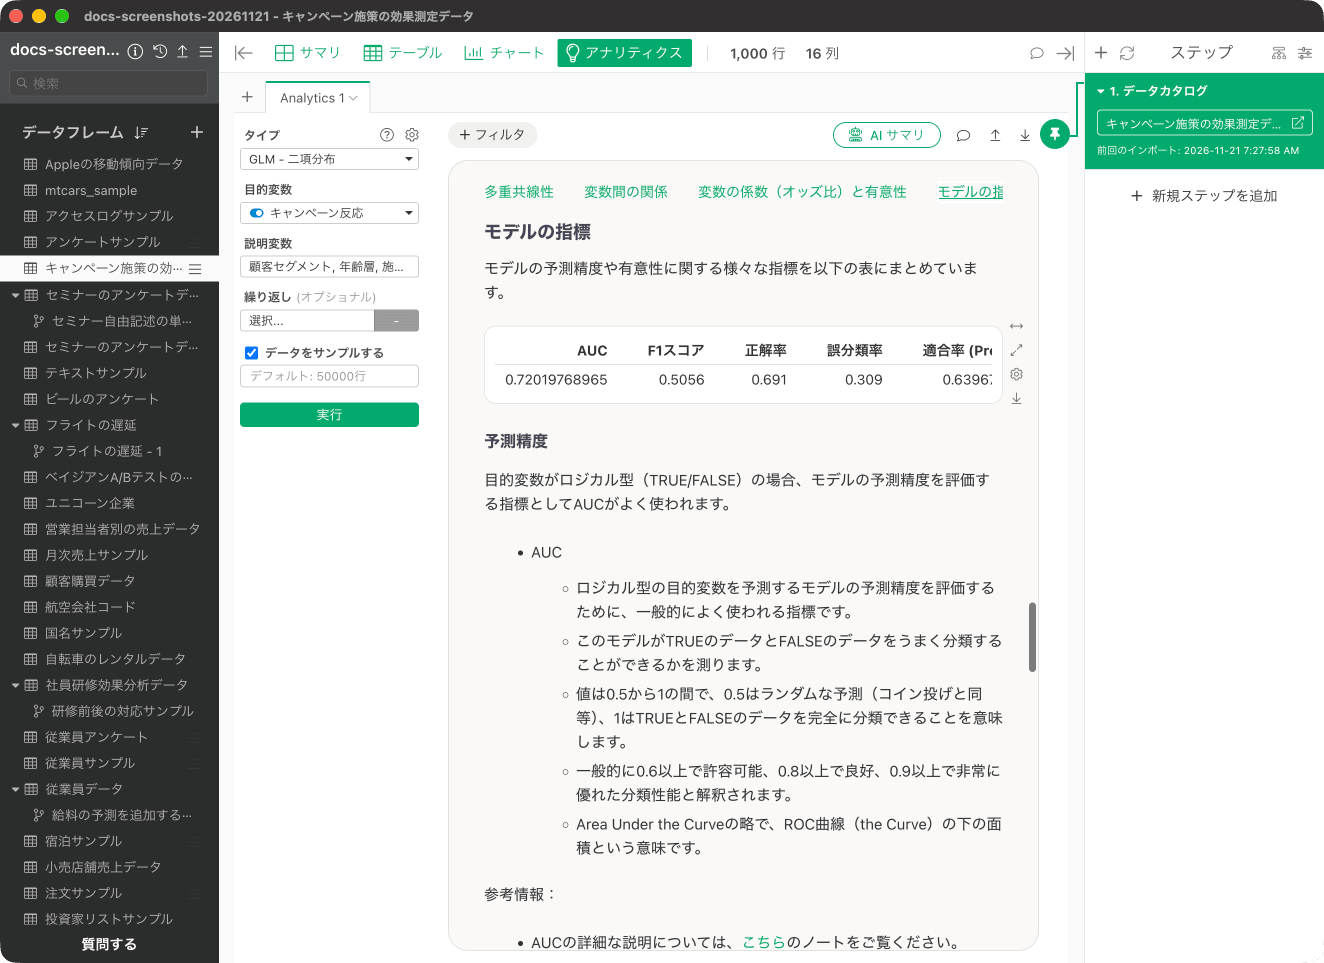 docs-screenshots-20261121 - キャンペーン施策の効果測定データ
docs-screen...
検索
データフレーム
Appleの移動傾向データ
mtcars_sample
アクセスログサンプル
アンケートサンプル
キャンペーン施策の効…
セミナーのアンケートデ…
セミナー自由記述の単…
セミナーのアンケートデ…
テキストサンプル
ビールのアンケート
フライトの遅延
フライトの遅延 - 1
ベイジアンA/Bテストの…
ユニコーン企業
営業担当者別の売上データ
月次売上サンプル
顧客購買データ
航空会社コード
国名サンプル
自転車のレンタルデータ
社員研修効果分析データ
研修前後の対応サンプル
従業員アンケート
従業員サンプル
従業員データ
給料の予測を追加する…
宿泊サンプル
小売店舗売上データ
注文サンプル
投資家リストサンプル
質問する
サマリ
テーブル
チャート
アナリティクス
1,000 行
16 列
Analytics 1
タイプ
GLM - 二項分布
目的変数
キャンペーン反応
説明変数
顧客セグメント, 年齢層, 施...
繰り返し (オプショナル)
選択...
-
データをサンプルする
デフォルト: 50000行
実行
フィルタ
AI サマリ
多重共線性
変数間の関係
変数の係数（オッズ比）と有意性
モデルの指
モデルの指標
モデルの予測精度や有意性に関する様々な指標を以下の表にまとめていま
す。
AUC F1スコア 正解率 誤分類率 適合率 (Pre
0.72019768965 0.5056 0.691 0.309 0.6396
予測精度
目的変数がロジカル型（TRUE/FALSE）の場合、モデルの予測精度を評価す
る指標としてAUCがよく使われます。
• AUC
ロジカル型の目的変数を予測するモデルの予測精度を評価する
ために、一般的によく使われる指標です。
このモデルがTRUEのデータとFALSEのデータをうまく分類する
ことができるかを測ります。
値は0.5から1の間で、0.5はランダムな予測（コイン投げと同
等）、1はTRUEとFALSEのデータを完全に分類できることを意味
します。
一般的に0.6以上で許容可能、0.8以上で良好、0.9以上で非常に
優れた分類性能と解釈されます。
Area Under the Curveの略で、ROC曲線（the Curve）の下の面
積という意味です。
参考情報：
• AUCの詳細な説明については、こちらのノートをご覧ください。
ステップ
1. データカタログ
キャンペーン施策の効果測定デ...
前回のインポート: 2026-11-21 7:27:58 AM
新規ステップを追加